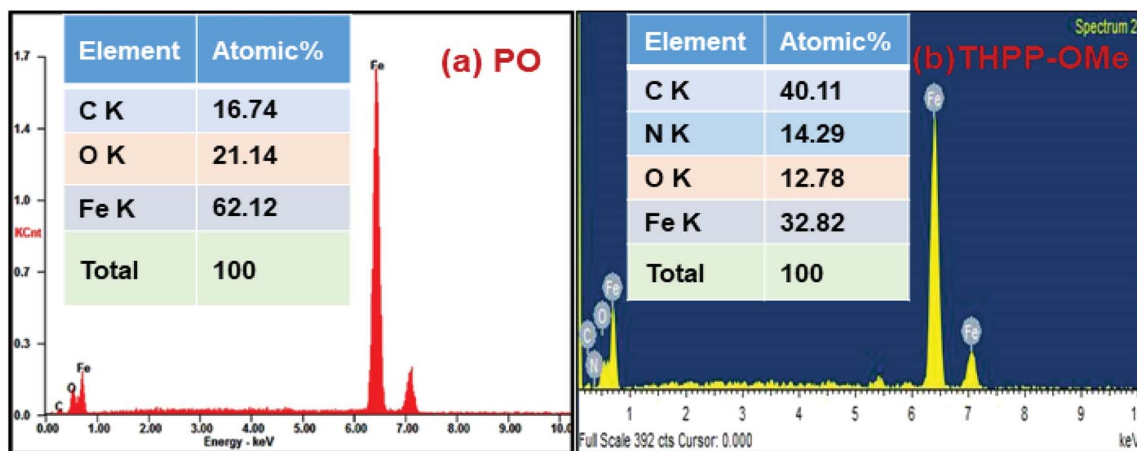 (a) PO
Element Atomic%
C K 16.74
O K 21.14
Fe K 62.12
Total 100
1.7
1.4
1.0
KCnt
0.7
0.3
0.0
Fe
C
O
Fe
0.00 1.00 2.00 3.00 4.00 5.00 6.00 7.00 8.00 9.00 10.0
Energy - keV
Spectrum 2
(b) THPP-OMe
Element Atomic%
C K 40.11
N K 14.29
O K 12.78
Fe K 32.82
Total 100
Fe
Fe
O
C
N
Fe
1 2 3 4 5 6 7 8 9 10
Full Scale 392 cts Cursor: 0.000
keV